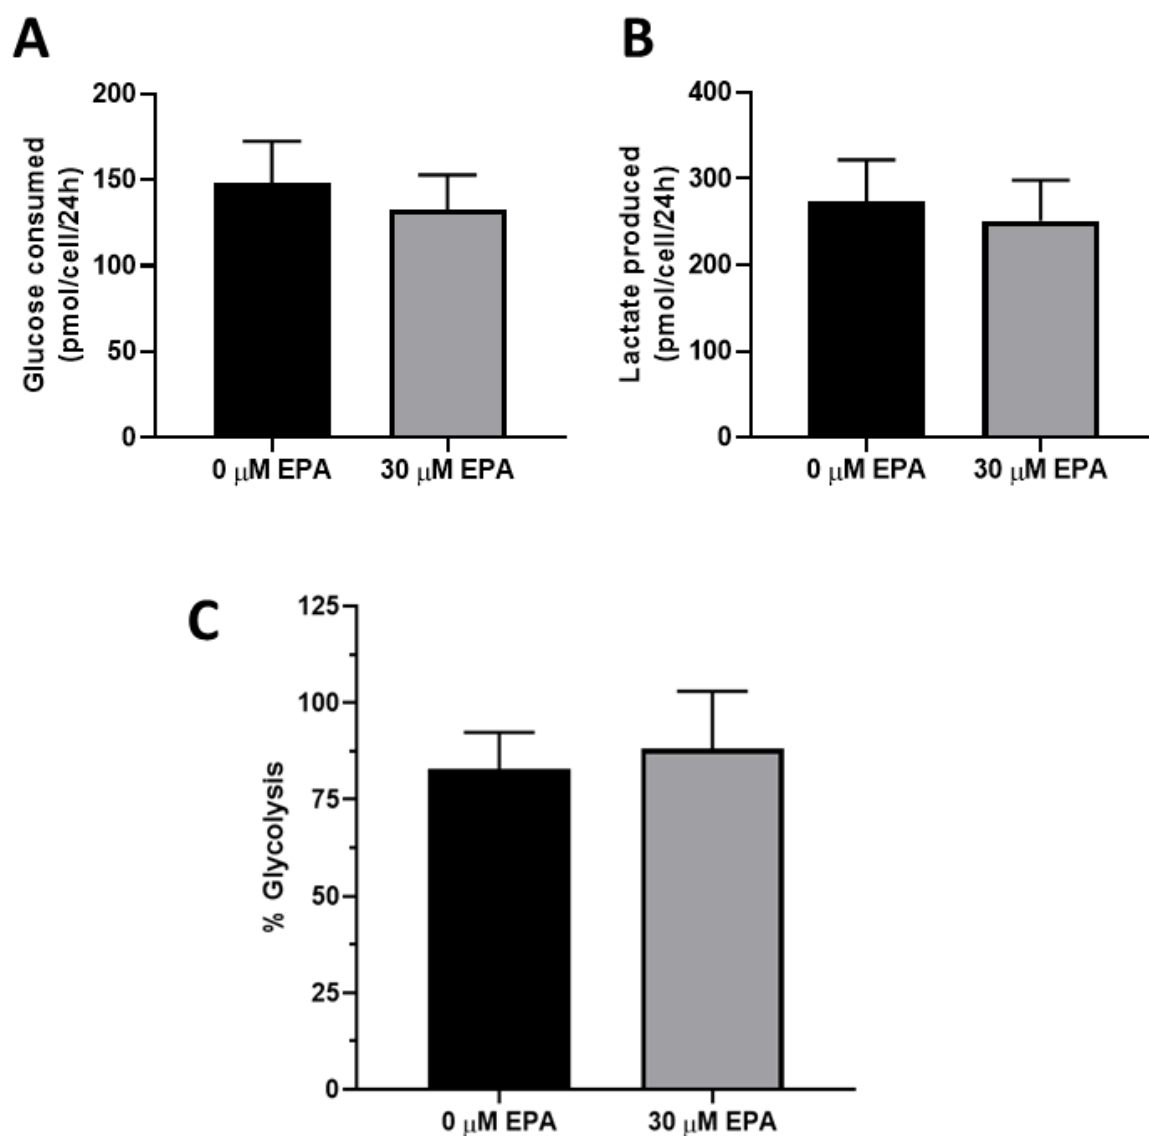 A
Glucose consumed
(pmol/cell/24h)
200
150
100
50
0
0 μM EPA
30 μM EPA
B
Lactate produced
(pmol/cell/24h)
400
300
200
100
0
0 μM EPA
30 μM EPA
C
% Glycolysis
125
100
75
50
25
0
0 μM EPA
30 μM EPA